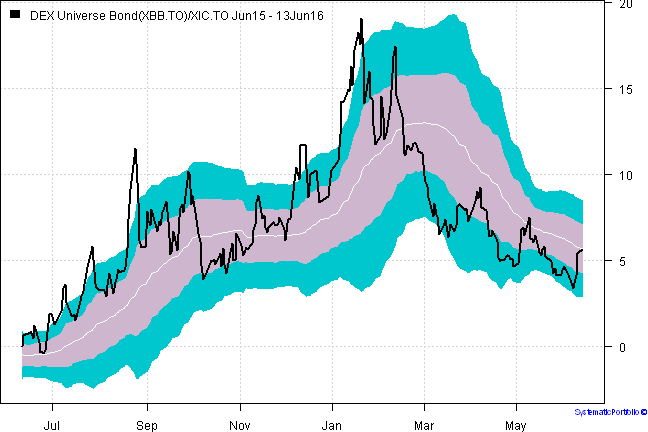 DEX Universe Bond(XBB.TO)/XIC.TO Jun15 - 13Jun16
20
15
10
5
0
Jul Sep Nov Jan Mar May
SystematicPortfolio ©